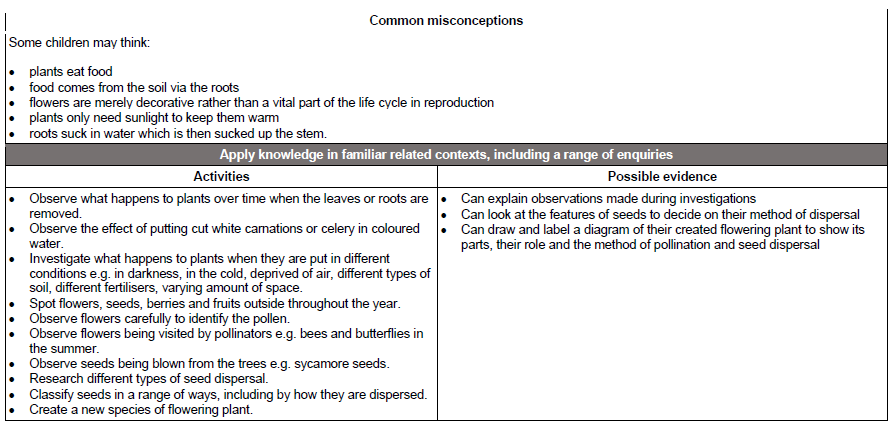 Common misconceptions
Some children may think:
• plants eat food
• food comes from the soil via the roots
• flowers are merely decorative rather than a vital part of the life cycle in reproduction
• plants only need sunlight to keep them warm
• roots suck in water which is then sucked up the stem.
Apply knowledge in familiar related contexts, including a range of enquiries
Activities
• Observe what happens to plants over time when the leaves or roots are
removed.
• Observe the effect of putting cut white carnations or celery in coloured
water.
• Investigate what happens to plants when they are put in different
conditions e.g. in darkness, in the cold, deprived of air, different types of
soil, different fertilisers, varying amount of space.
• Spot flowers, seeds, berries and fruits outside throughout the year.
• Observe flowers carefully to identify the pollen.
• Observe flowers being visited by pollinators e.g. bees and butterflies in
the summer.
• Observe seeds being blown from the trees e.g. sycamore seeds.
• Research different types of seed dispersal.
• Classify seeds in a range of ways, including by how they are dispersed.
• Create a new species of flowering plant.
Possible evidence
• Can explain observations made during investigations
• Can look at the features of seeds to decide on their method of dispersal
• Can draw and label a diagram of their created flowering plant to show its
parts, their role and the method of pollination and seed dispersal